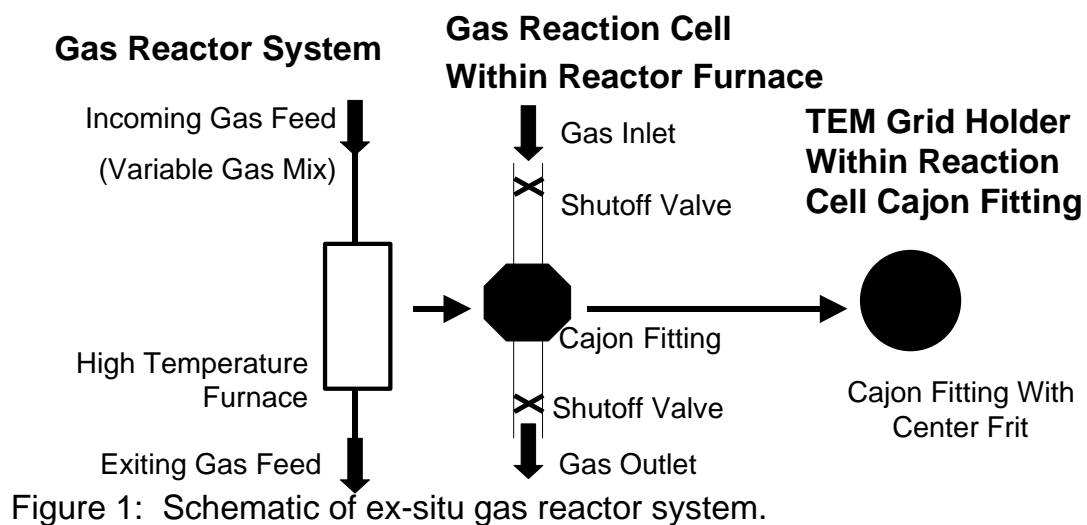 Gas Reactor System
Incoming Gas Feed
(Variable Gas Mix)
High Temperature
Furnace
Exiting Gas Feed
Gas Reaction Cell
Within Reactor Furnace
Gas Inlet
Shutoff Valve
Cajon Fitting
Shutoff Valve
Gas Outlet
TEM Grid Holder
Within Reaction
Cell Cajon Fitting
Cajon Fitting With
Center Frit
Figure 1: Schematic of ex-situ gas reactor system.